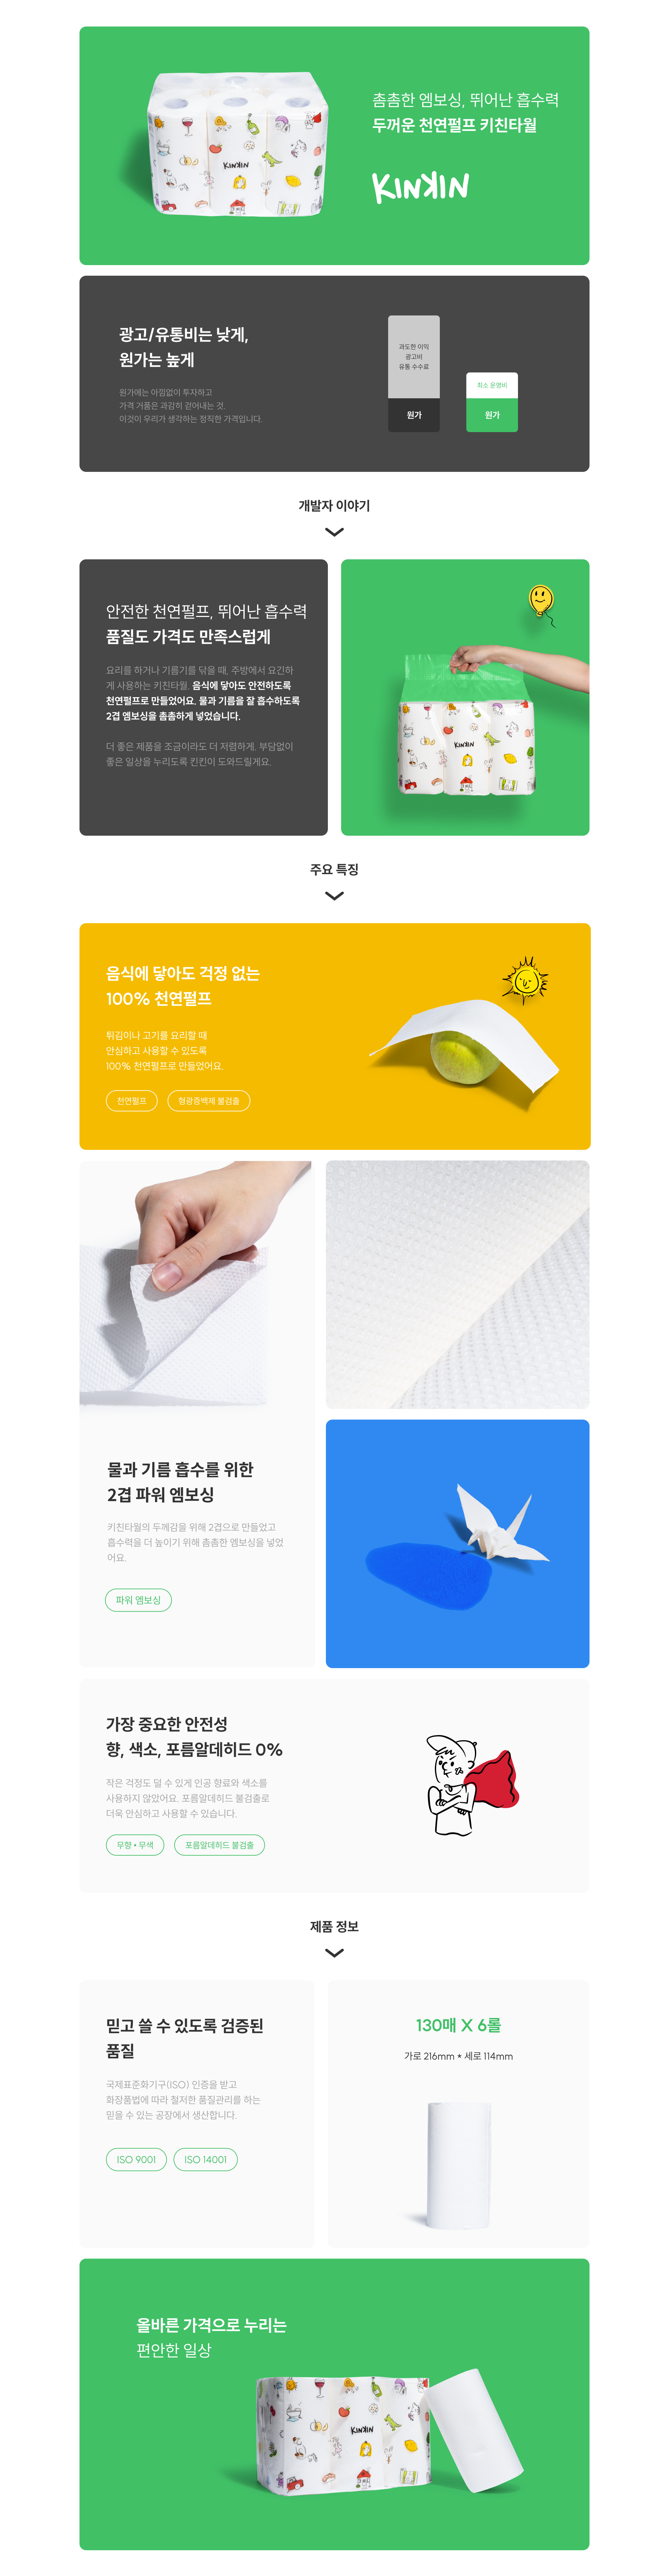 촘촘한 엠보싱, 뛰어난 흡수력
두꺼운 천연펄프 키친타월
KINKIN
KINKIN
광고/유통비는 낮게,
원가는 높게
원가에는 아낌없이 투자하고
가격 거품은 과감히 걷어내는 것.
이것이 우리가 생각하는 정직한 가격입니다.
과도한 이익
광고비
유통 수수료
원가
최소 운영비
원가
개발자 이야기
안전한 천연펄프, 뛰어난 흡수력
품질도 가격도 만족스럽게
요리를 하거나 기름기를 닦을 때, 주방에서 요긴하
게 사용하는 키친타월. 음식에 닿아도 안전하도록
천연펄프로 만들었어요. 물과 기름을 잘 흡수하도록
2겹 엠보싱을 촘촘하게 넣었습니다.
더 좋은 제품을 조금이라도 더 저렴하게. 부담없이
좋은 일상을 누리도록 킨킨이 도와드릴게요.
KINKIN
주요 특징
음식에 닿아도 걱정 없는
100% 천연펄프
튀김이나 고기를 요리할 때
안심하고 사용할 수 있도록
100% 천연펄프로 만들었어요.
천연펄프
형광증백제 불검출
물과 기름 흡수를 위한
2겹 파워 엠보싱
키친타월의 두께감을 위해 2겹으로 만들었고
흡수력을 더 높이기 위해 촘촘한 엠보싱을 넣었
어요.
파워 엠보싱
가장 중요한 안전성
향, 색소, 포름알데히드 0%
작은 걱정도 덜 수 있게 인공 향료와 색소를
사용하지 않았어요. 포름알데히드 불검출로
더욱 안심하고 사용할 수 있습니다.
무향 • 무색
포름알데히드 불검출
제품 정보
믿고 쓸 수 있도록 검증된
품질
국제표준화기구(ISO) 인증을 받고
화장품법에 따라 철저한 품질관리를 하는
믿을 수 있는 공장에서 생산합니다.
ISO 9001
ISO 14001
130매 X 6롤
가로 216mm * 세로 114mm
올바른 가격으로 누리는
편안한 일상
KINKIN